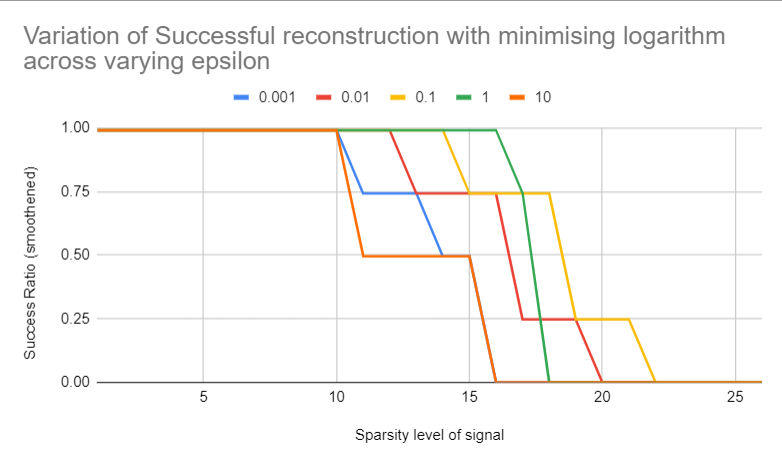 Variation of Successful reconstruction with minimising logarithm
across varying epsilon
0.001 0.01 0.1 1 10
Success Ratio (smoothened)
1.00
0.75
0.50
0.25
0.00
5 10 15 20 25
Sparsity level of signal